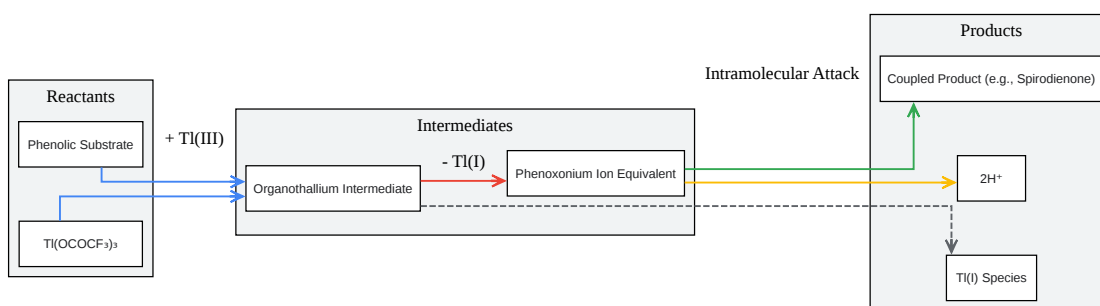 Reactants
Phenolic Substrate
Tl(OCOCF₃)₃
+ Tl(III)
Intermediates
Organothallium Intermediate
- Tl(I)
Phenoxonium Ion Equivalent
Intramolecular Attack
Products
Coupled Product (e.g., Spirodienone)
2H⁺
Tl(I) Species